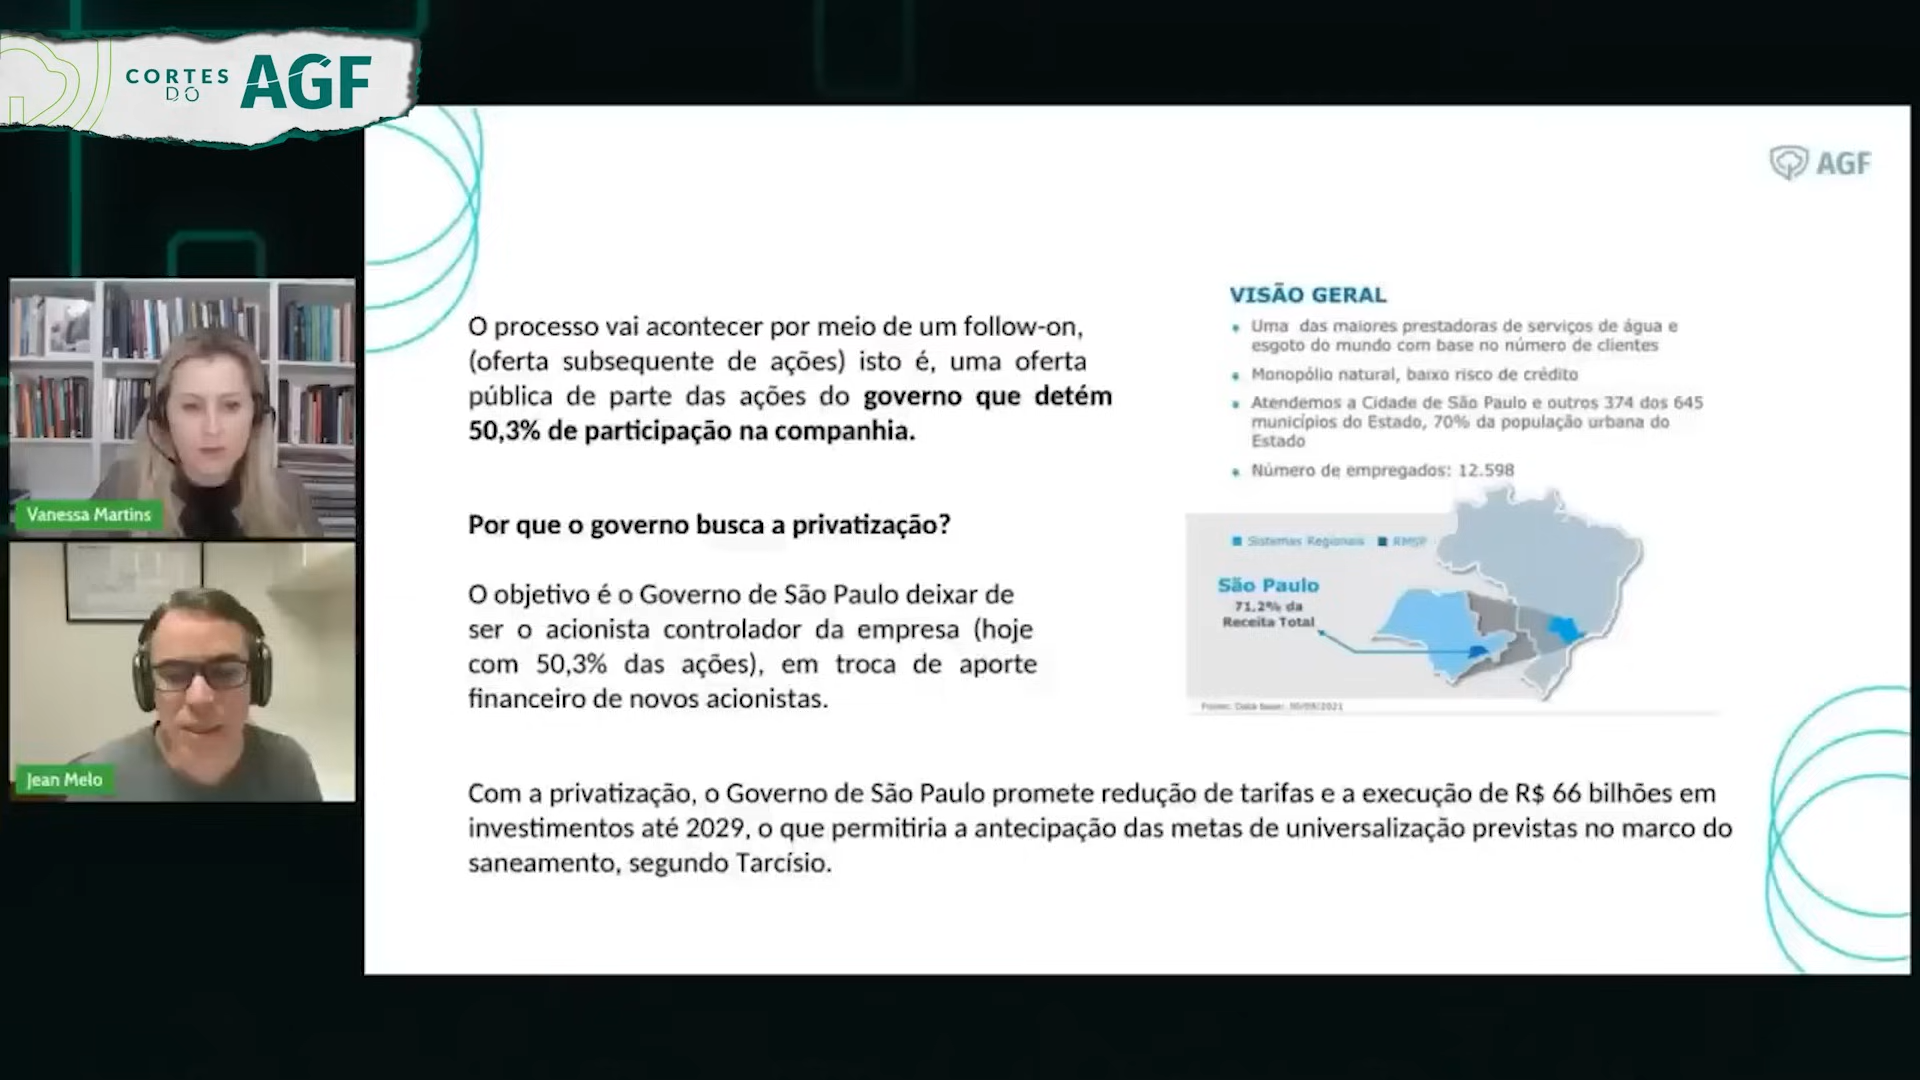 CORTES
DO
AGF
AGF
O processo vai acontecer por meio de um follow-on,
(oferta subsequente de ações) isto é, uma oferta
pública de parte das ações do governo que detém
50,3% de participação na companhia.
Por que o governo busca a privatização?
O objetivo é o Governo de São Paulo deixar de
ser o acionista controlador da empresa (hoje
com 50,3% das ações), em troca de aporte
financeiro de novos acionistas.
VISÃO GERAL
• Uma das maiores prestadoras de serviços de água e
esgoto do mundo com base no número de clientes
• Monopólio natural, baixo risco de crédito
• Atendemos a Cidade de São Paulo e outros 374 dos 645
municípios do Estado, 70% da população urbana do
Estado
• Número de empregados: 12.598
Sistemas Regionais RMSP
São Paulo
71,2% da
Receita Total
Fonte: Data base: 30/09/2021
Com a privatização, o Governo de São Paulo promete redução de tarifas e a execução de R$ 66 bilhões em
investimentos até 2029, o que permitiria a antecipação das metas de universalização previstas no marco do
saneamento, segundo Tarcísio.
Vanessa Martins
Jean Melo